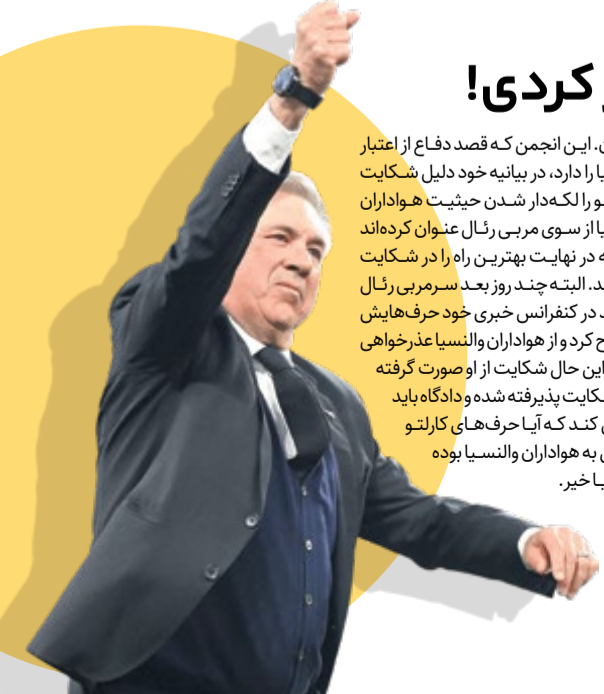 کردی!
این انجمن که قصد دفاع از اعتبار
را دارد، در بیانیه خود دلیل شکایت
را لکه‌دار شدن حیثیت هواداران
از سوی مربی رئال عنوان کرده‌اند
در نهایت بهترین راه را در شکایت
البته چند روز بعد سرمربی رئال
در کنفرانس خبری خود حرف‌هایش
کرد و از هواداران والنسیا عذرخواهی
این حال شکایت از او صورت گرفته
پذیرفته شده و دادگاه باید
کند که آیا حرف‌های کارلتو
به هواداران والنسیا بوده
یا خیر.